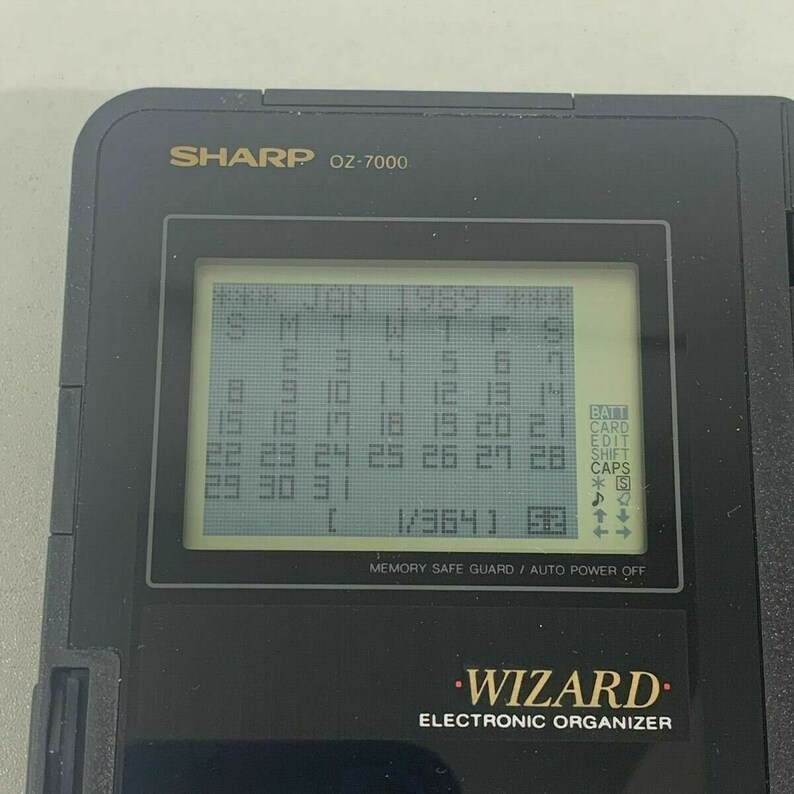 SHARP OZ-7000
*** JAN 1989 ***
S M T W T F S
2 3 4 5 6 7
8 9 10 11 12 13 14
15 16 17 18 19 20 21
22 23 24 25 26 27 28
29 30 31
[ 1/364]
BATT
CARD
EDIT
SHIFT
CAPS
* S
♪
↑ ↓
← →
MEMORY SAFE GUARD / AUTO POWER OFF
·WIZARD·
ELECTRONIC ORGANIZER